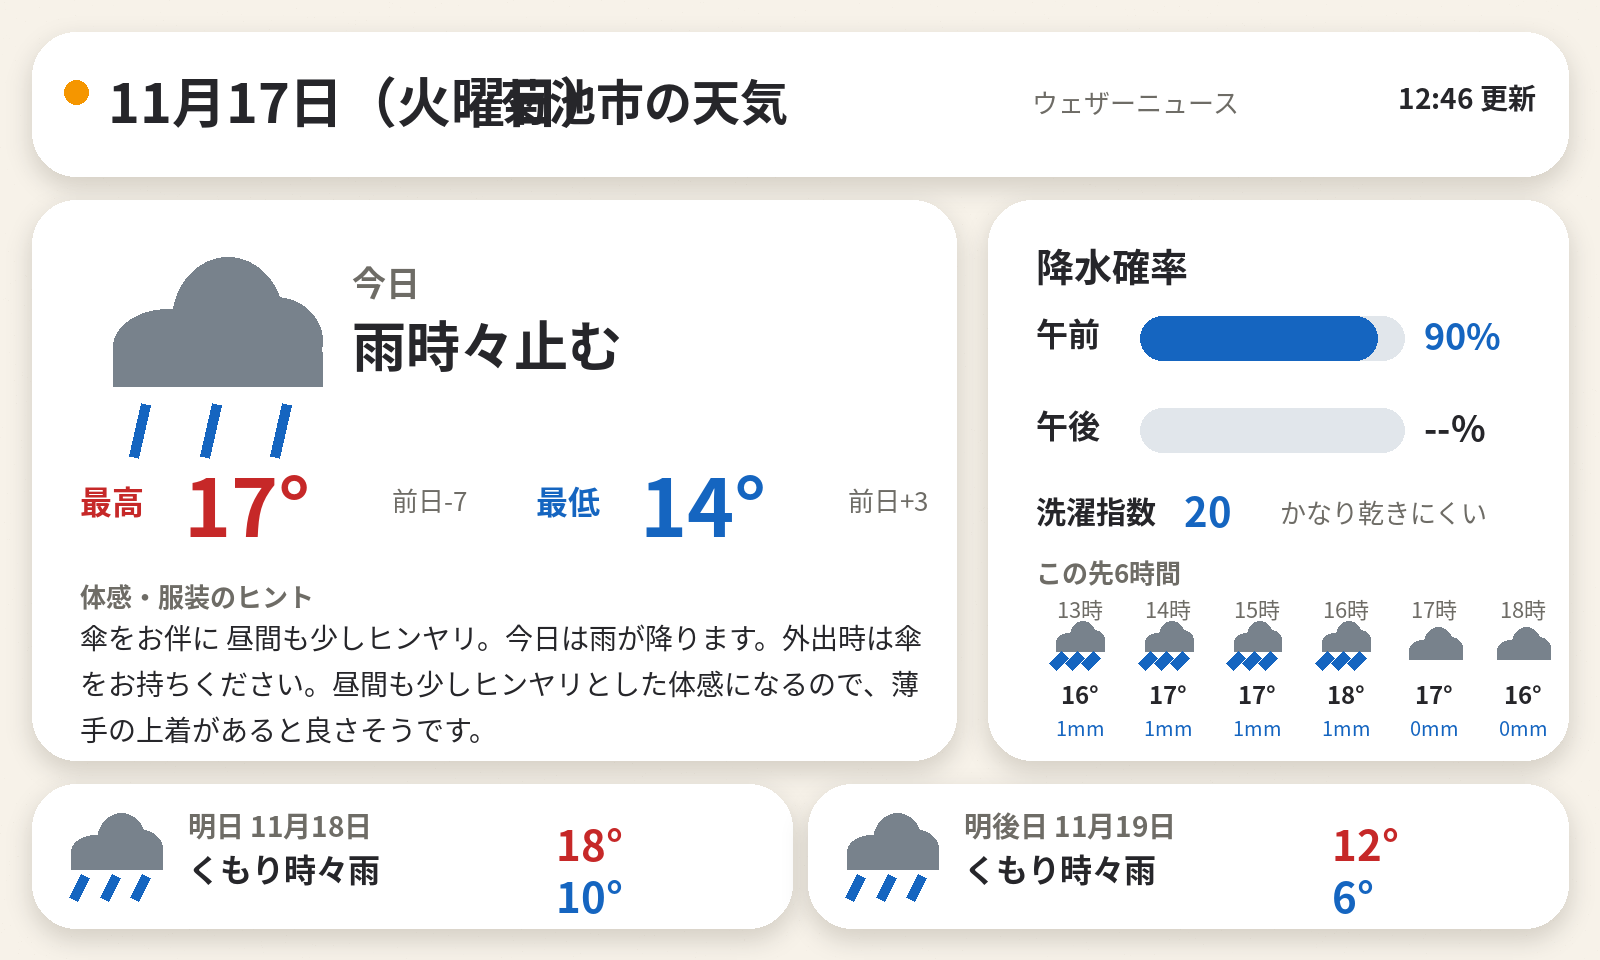 11月17日（火曜日）
菊池市の天気
ウェザーニュース
12:46 更新
今日
雨時々止む
最高 17° 前日-7 最低 14° 前日+3
体感・服装のヒント
傘をお伴に 昼間も少しヒンヤリ。今日は雨が降ります。外出時は傘
をお持ちください。昼間も少しヒンヤリとした体感になるので、薄
手の上着があると良さそうです。
降水確率
午前 90%
午後 --%
洗濯指数 20 かなり乾きにくい
この先6時間
13時 14時 15時 16時 17時 18時
16° 17° 17° 18° 17° 16°
1mm 1mm 1mm 1mm 0mm 0mm
明日 11月18日
くもり時々雨
18°
10°
明後日 11月19日
くもり時々雨
12°
6°